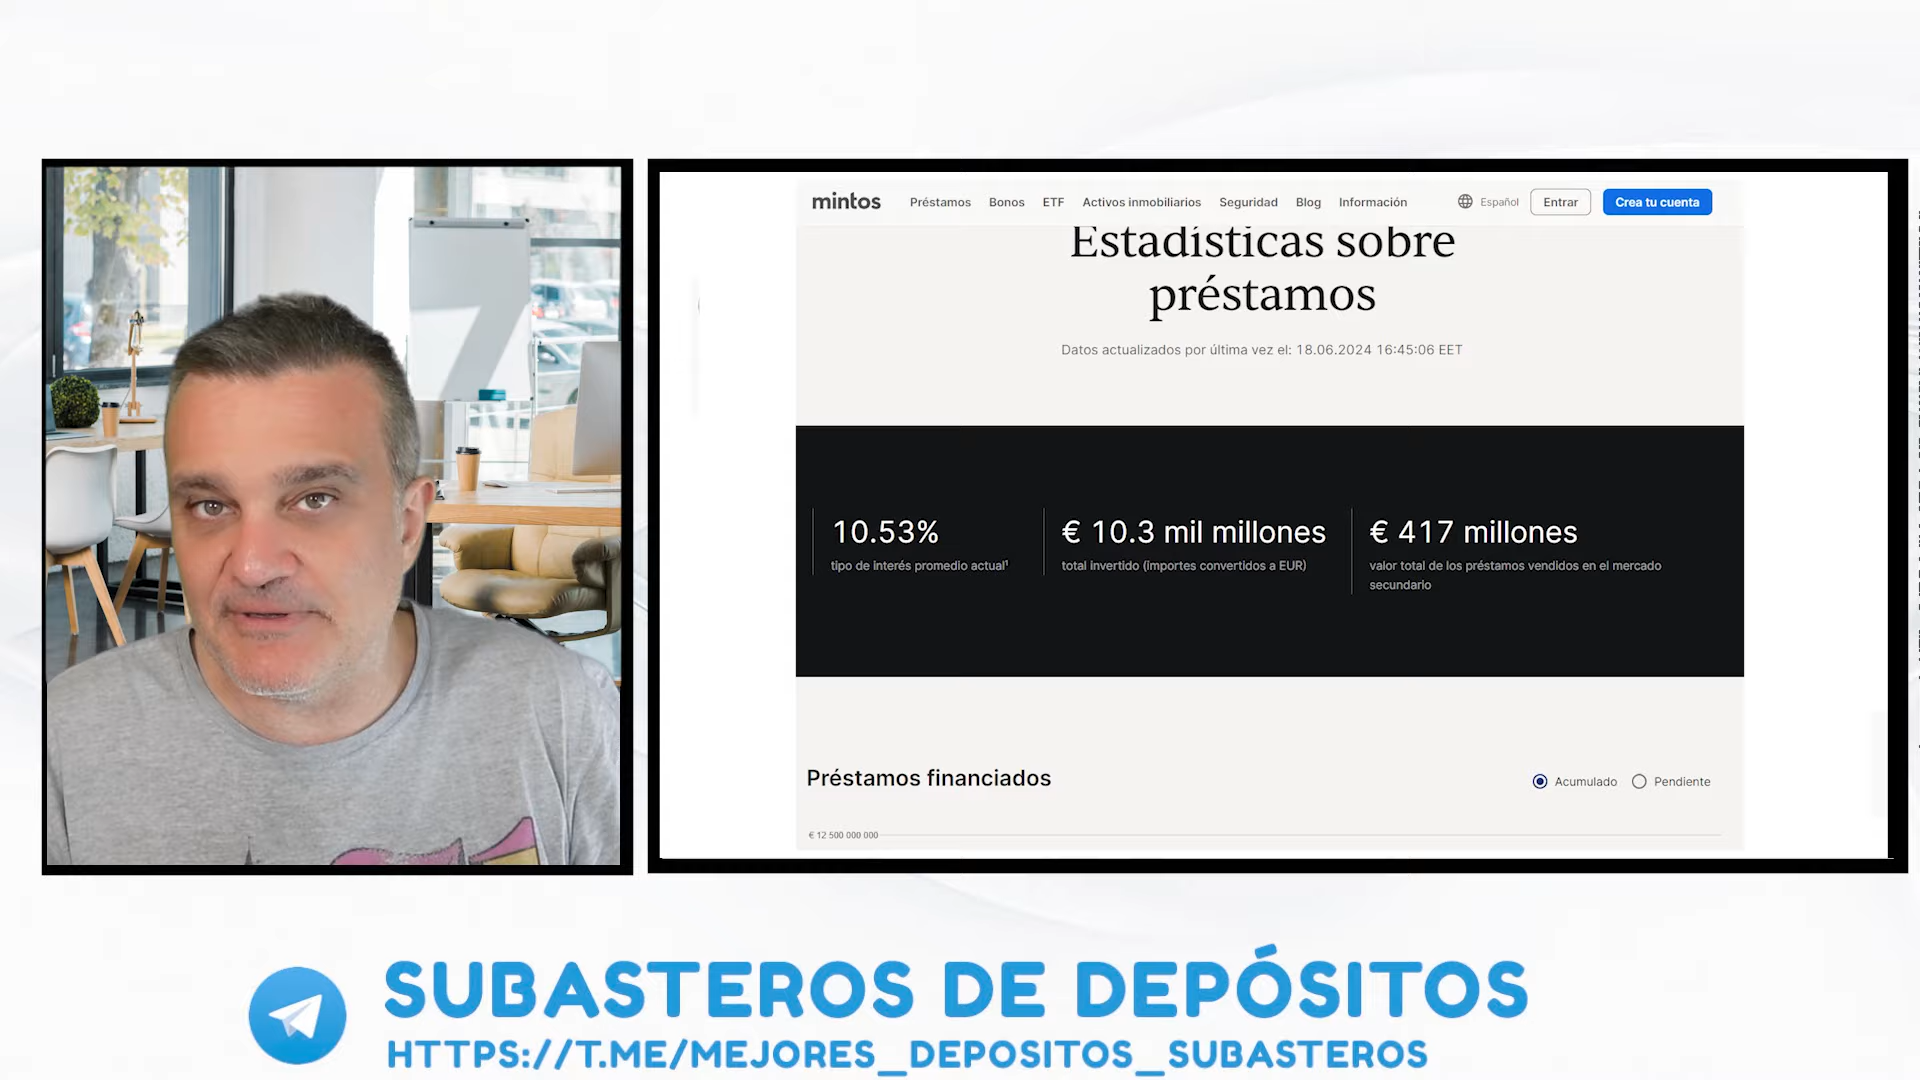 mintos
Préstamos Bonos ETF Activos inmobiliarios Seguridad Blog Información Español Entrar Crea tu cuenta
Estadísticas sobre
préstamos
Datos actualizados por última vez el: 18.06.2024 16:45:06 EET
10.53%
tipo de interés promedio actual¹
€ 10.3 mil millones
total invertido (importes convertidos a EUR)
€ 417 millones
valor total de los préstamos vendidos en el mercado
secundario
Préstamos financiados
Acumulado Pendiente
€ 12 500 000 000
SUBASTEROS DE DEPÓSITOS
HTTPS://T.ME/MEJORES_DEPOSITOS_SUBASTEROS